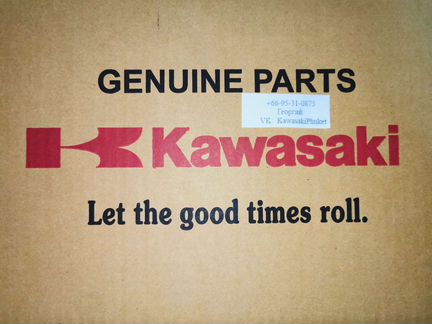 GENUINE PARTS
+66-95-31-0875
Георгий
VK KawasakiPhuket
Kawasaki
Let the good times roll.